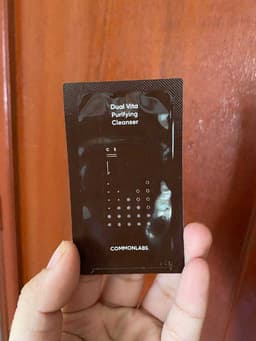 Dual Vita
Purifying
Cleanser
C E
COMMONLABS.